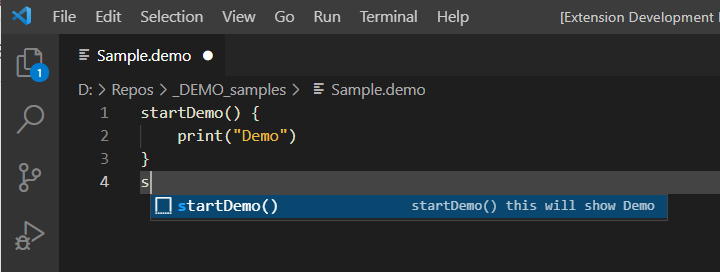 File Edit Selection View Go Run Terminal Help [Extension Development
Sample.demo
1
D: > Repos > _DEMO_samples > Sample.demo
1 startDemo() {
2 print("Demo")
3 }
4 s
startDemo() startDemo() this will show Demo